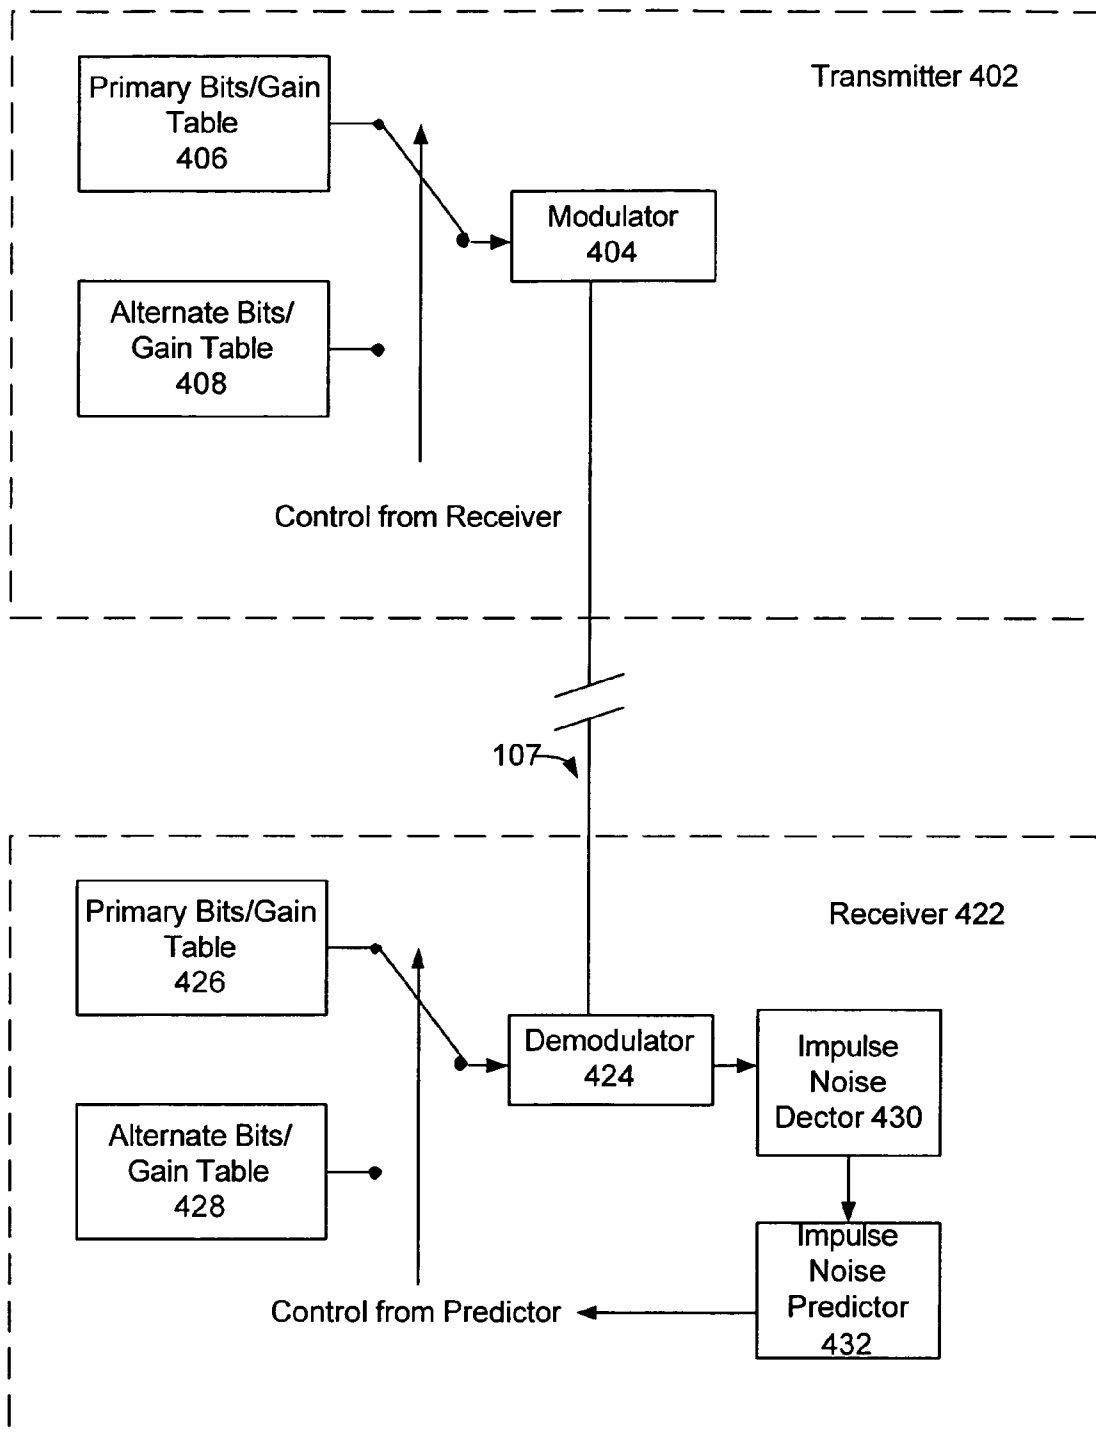 Transmitter 402
Primary Bits/Gain
Table
406
Modulator
404
Alternate Bits/
Gain Table
408
Control from Receiver
107
Receiver 422
Primary Bits/Gain
Table
426
Demodulator
424
Impulse
Noise
Dector 430
Alternate Bits/
Gain Table
428
Impulse
Noise
Predictor
432
Control from Predictor